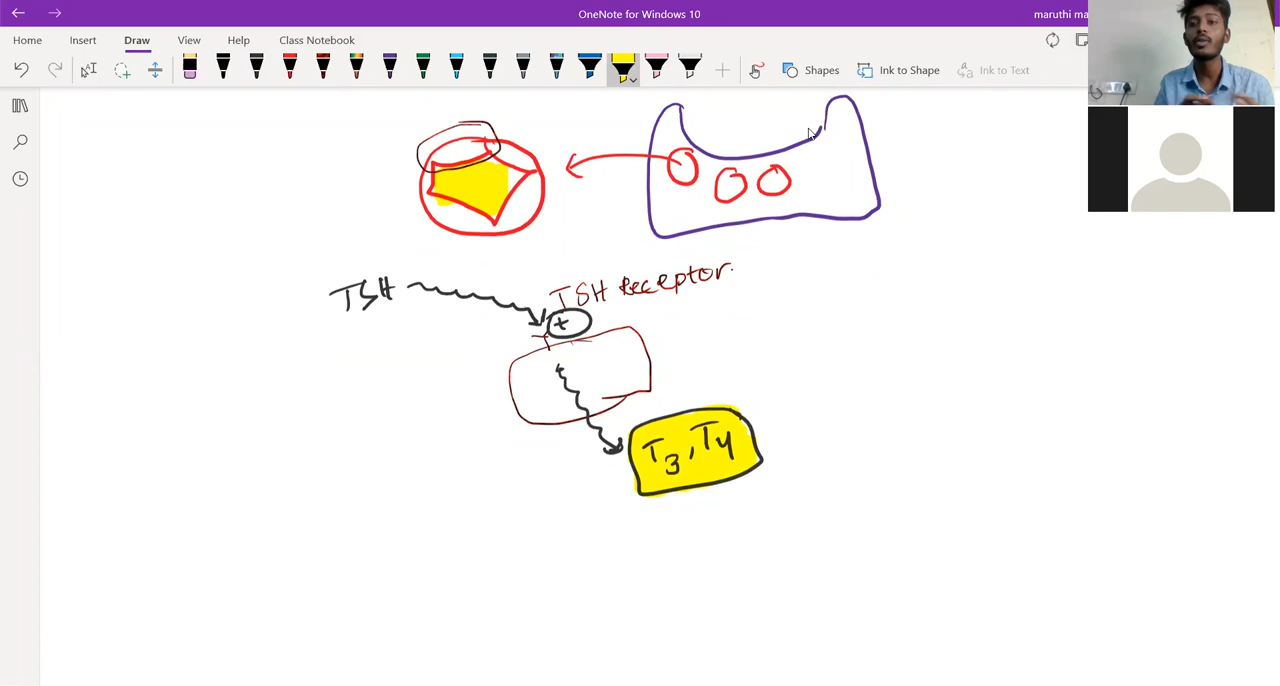 OneNote for Windows 10
maruthi ma
Home Insert Draw View Help Class Notebook
Shapes Ink to Shape Ink to Text
TSH
TSH Receptor.
+
T3, T4